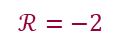 ℛ = −2